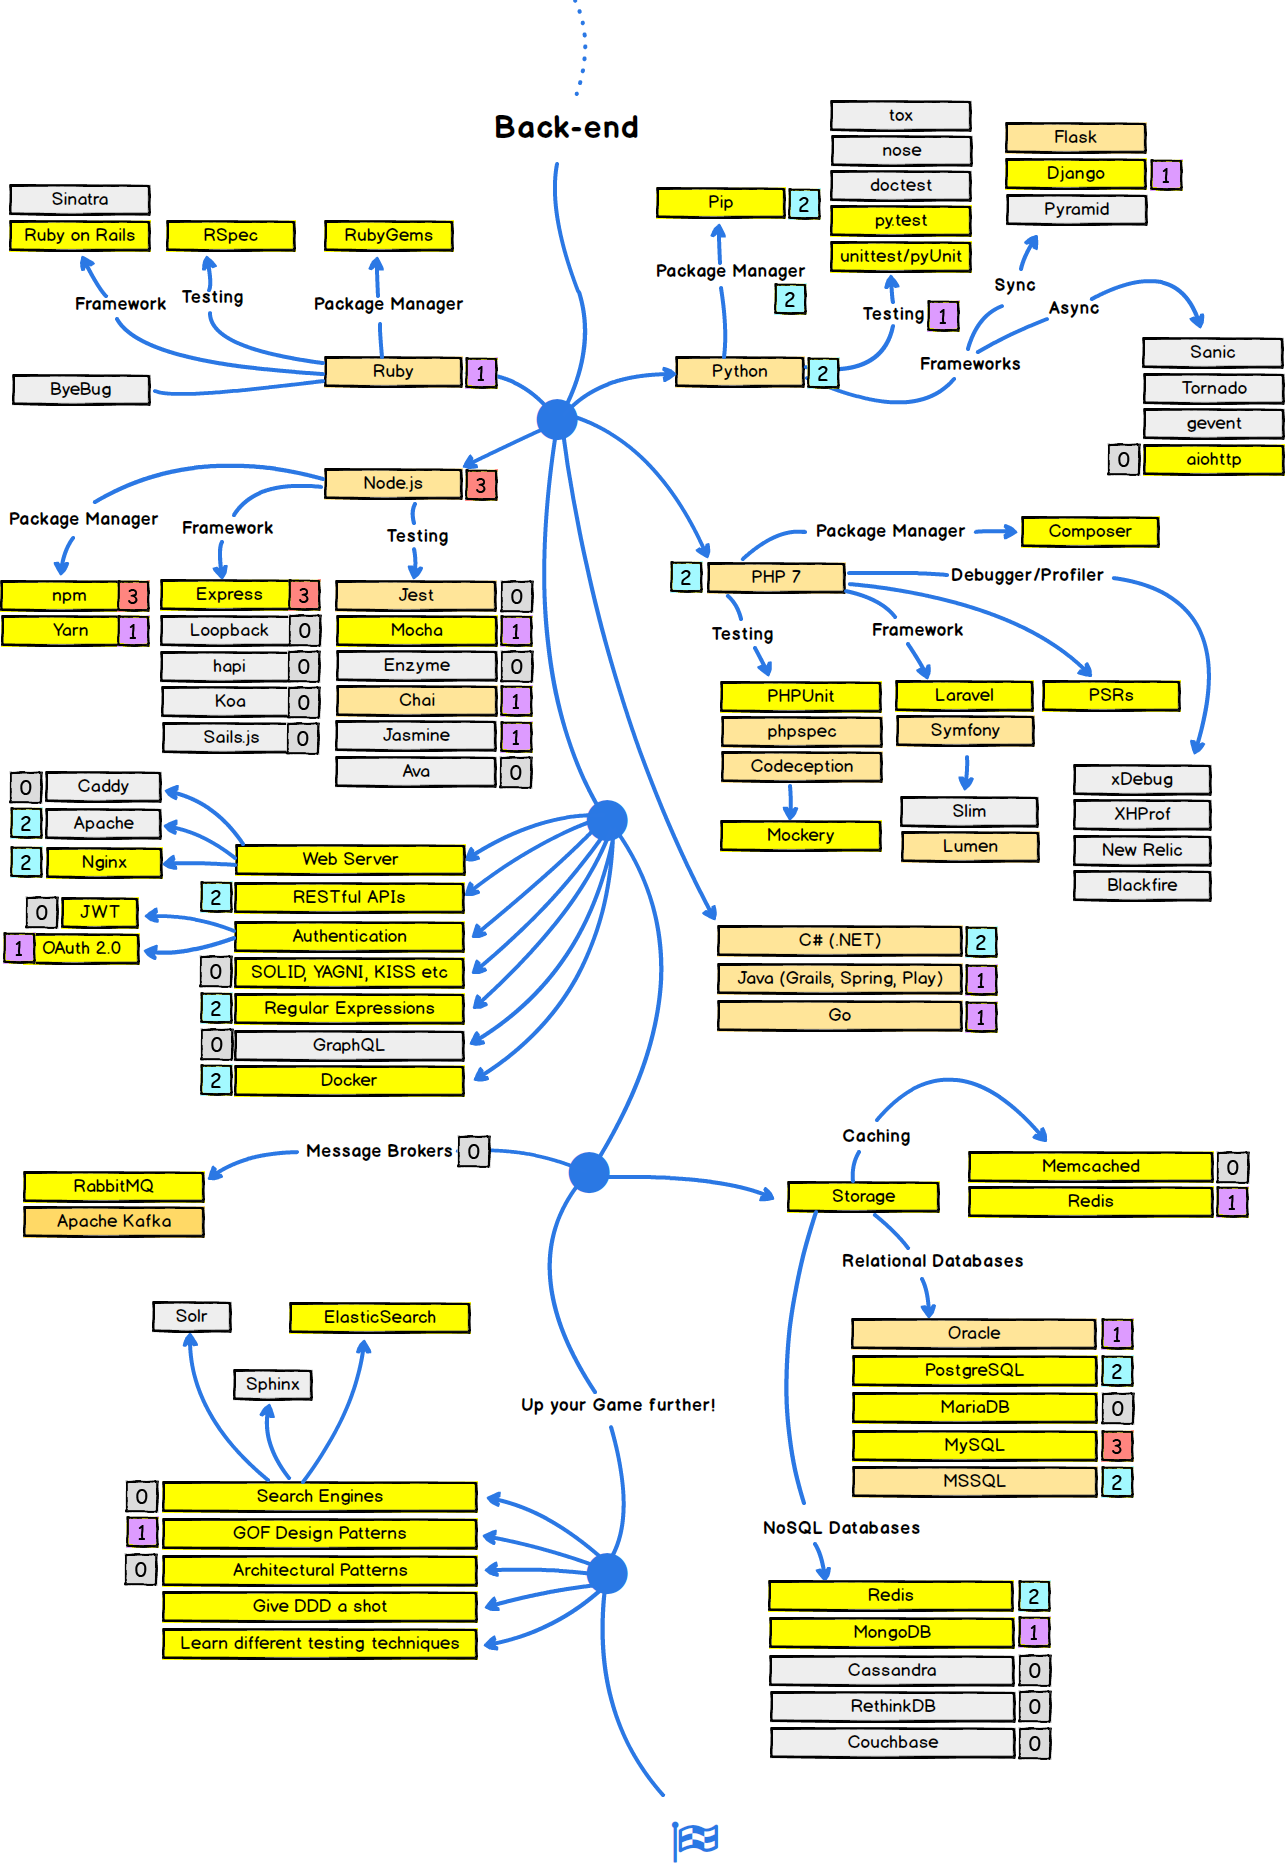 Back-end
Sinatra
Ruby on Rails
RSpec
RubyGems
Framework
Testing
Package Manager
Ruby
1
ByeBug
Pip
2
Package Manager
2
Python
2
tox
nose
doctest
py.test
unittest/pyUnit
Testing
1
Frameworks
Sync
Flask
Django
1
Pyramid
Async
Sanic
Tornado
gevent
0
aiohttp
Node.js
3
Package Manager
npm
3
Yarn
1
Framework
Express
3
Loopback
0
hapi
0
Koa
0
Sails.js
0
Testing
Jest
0
Mocha
1
Enzyme
0
Chai
1
Jasmine
1
Ava
0
2
PHP 7
Package Manager
Composer
Debugger/Profiler
Testing
PHPUnit
phpspec
Codeception
Mockery
Framework
Laravel
Symfony
Slim
Lumen
PSRs
xDebug
XHProf
New Relic
Blackfire
0
Caddy
2
Apache
2
Nginx
Web Server
2
RESTful APIs
0
JWT
1
OAuth 2.0
Authentication
0
SOLID, YAGNI, KISS etc
2
Regular Expressions
0
GraphQL
2
Docker
C# (.NET)
2
Java (Grails, Spring, Play)
1
Go
1
Message Brokers
0
RabbitMQ
Apache Kafka
Caching
Storage
Memcached
0
Redis
1
Relational Databases
Oracle
1
PostgreSQL
2
MariaDB
0
MySQL
3
MSSQL
2
NoSQL Databases
Redis
2
MongoDB
1
Cassandra
0
RethinkDB
0
Couchbase
0
Up your Game further!
Solr
Sphinx
ElasticSearch
0
Search Engines
1
GOF Design Patterns
0
Architectural Patterns
Give DDD a shot
Learn different testing techniques